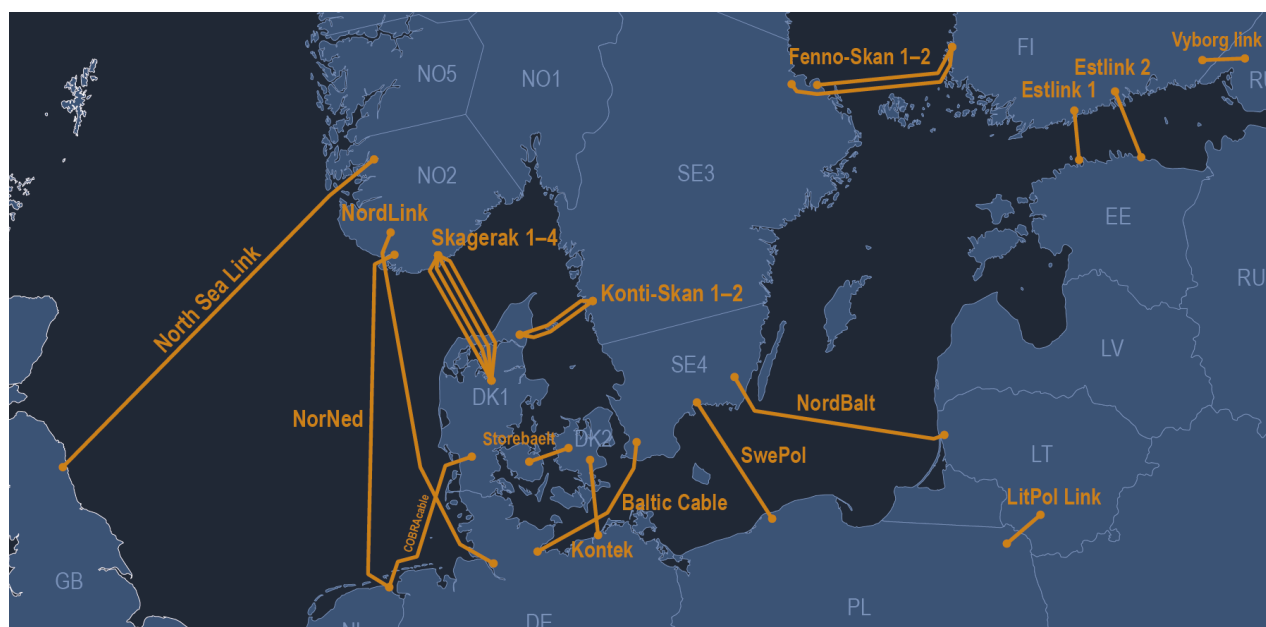 FI
Vyborg link
Fenno-Skan 1–2
NO5
NO1
Estlink 2
RU
Estlink 1
NO2
SE3
NordLink
EE
Skagerak 1–4
North Sea Link
Konti-Skan 1–2
RU
LV
SE4
DK1
NordBalt
NorNed
Storebaelt
DK2
SwePol
LT
Baltic Cable
LitPol Link
COBRAcable
Kontek
GB
PL
NL
DE